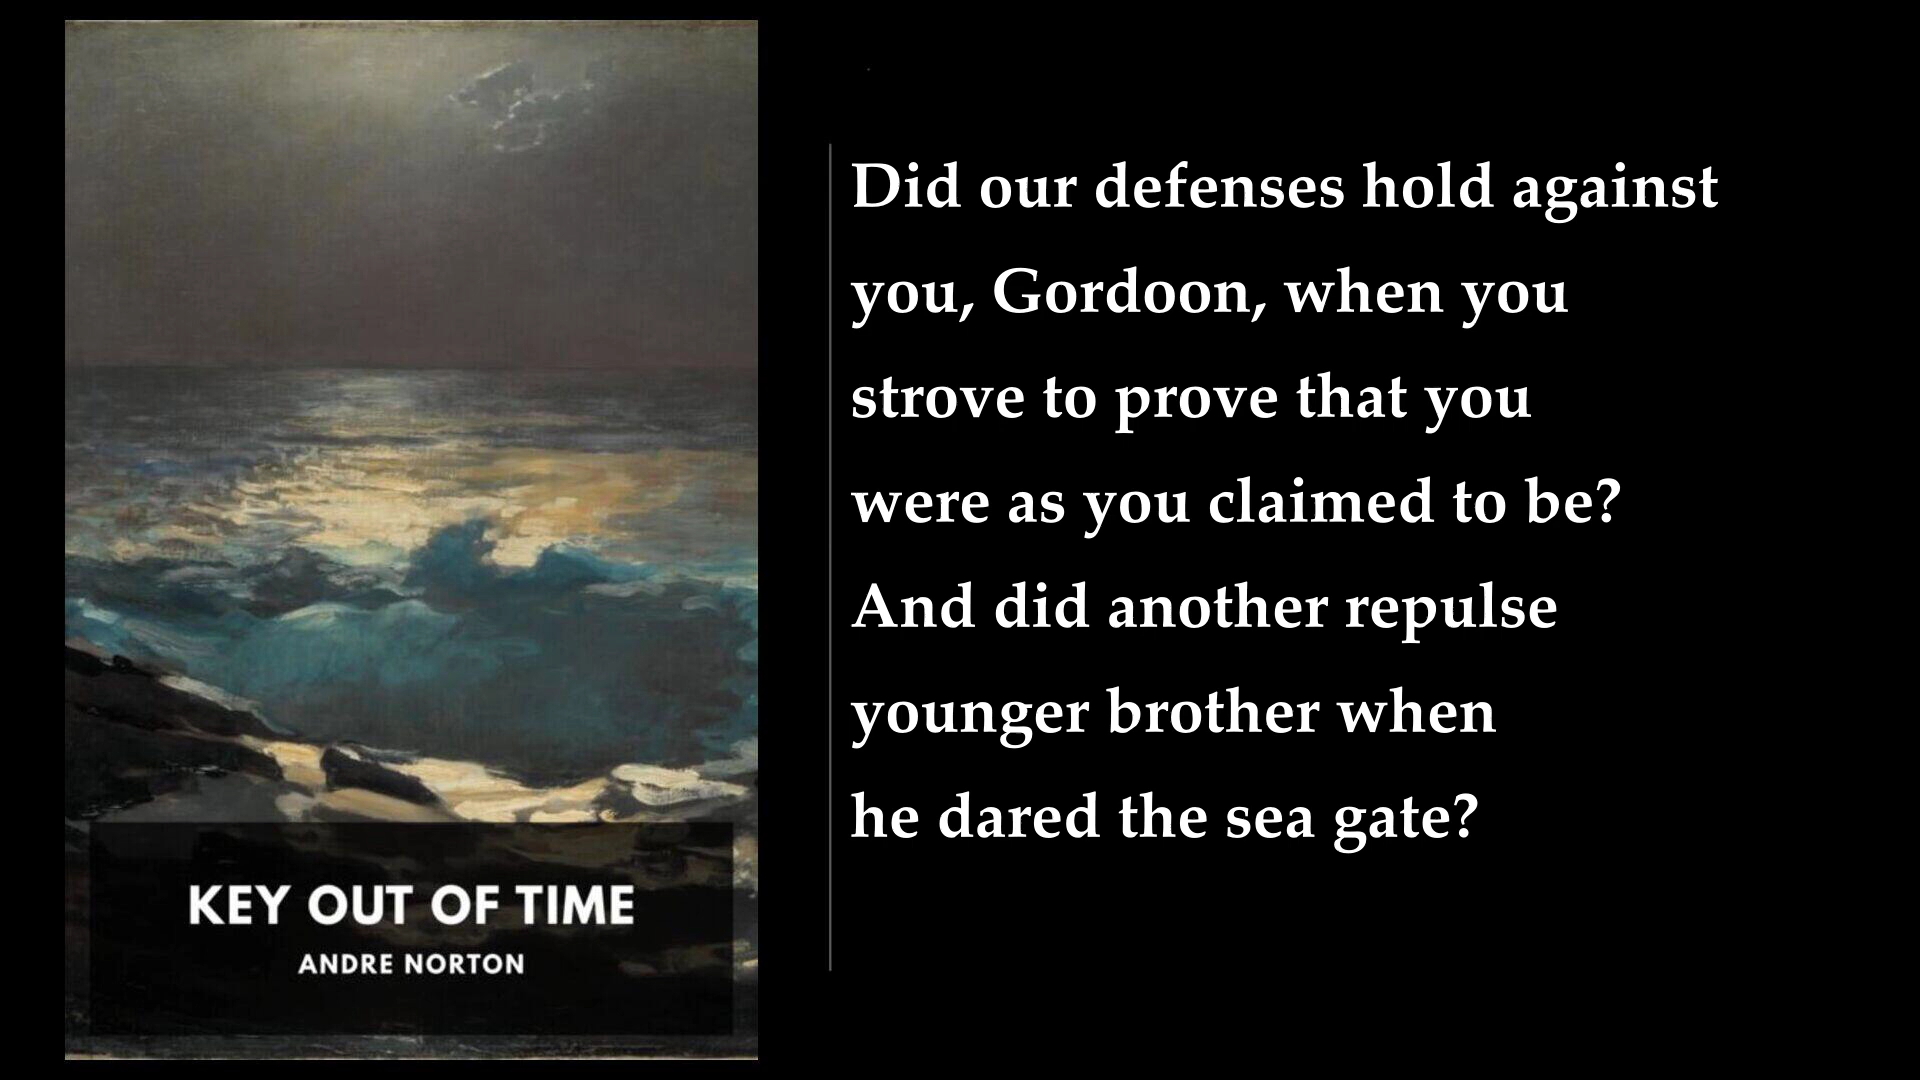 KEY OUT OF TIME
ANDRE NORTON
Did our defenses hold against
you, Gordoon, when you
strove to prove that you
were as you claimed to be?
And did another repulse
younger brother when
he dared the sea gate?